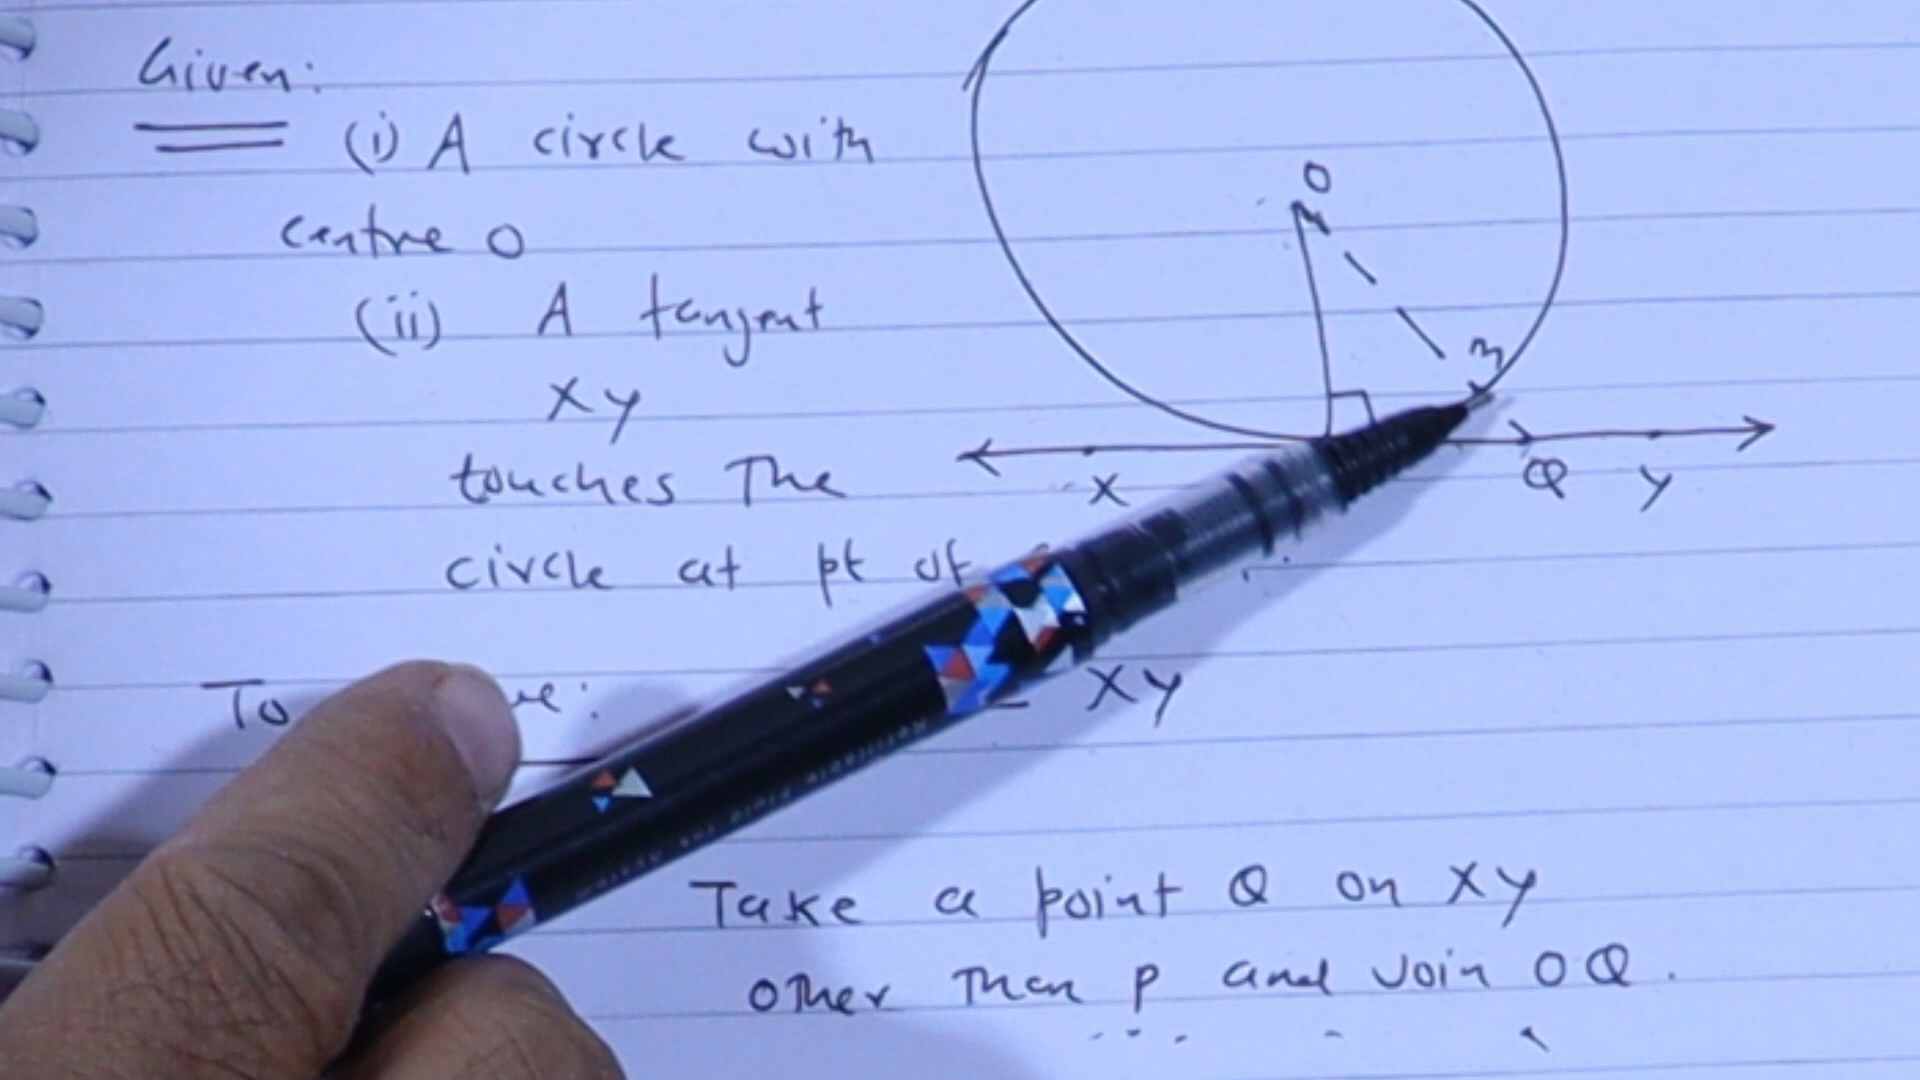 Given:
(i) A circle with
centre O
(ii) A tangent
XY
touches The
circle at pt of
To
XY
Take a point Q on XY
other than P and Join OQ.
O
M
X
Q
Y